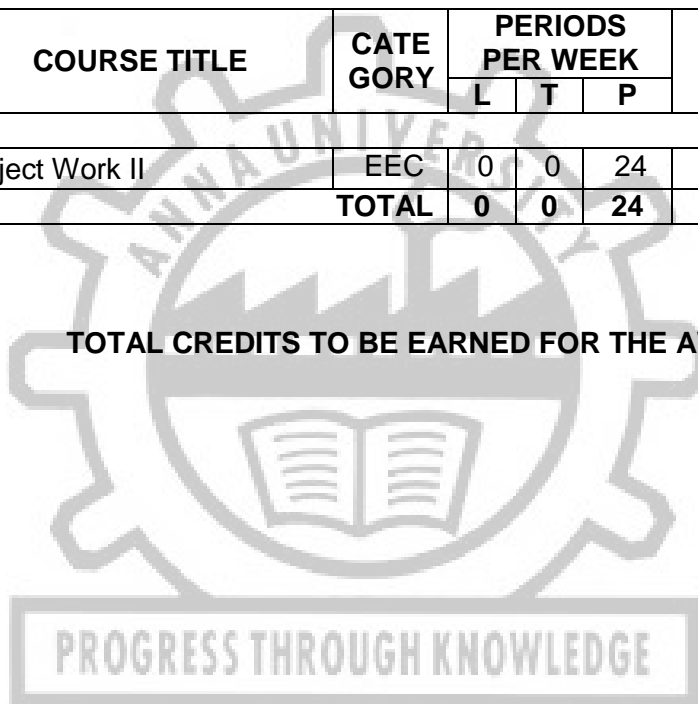 COURSE TITLE CATE GORY PERIODS PER WEEK
L T P
ject Work II EEC 0 0 24
TOTAL 0 0 24
ANNA UNIVERSITY
TOTAL CREDITS TO BE EARNED FOR THE A
PROGRESS THROUGH KNOWLEDGE